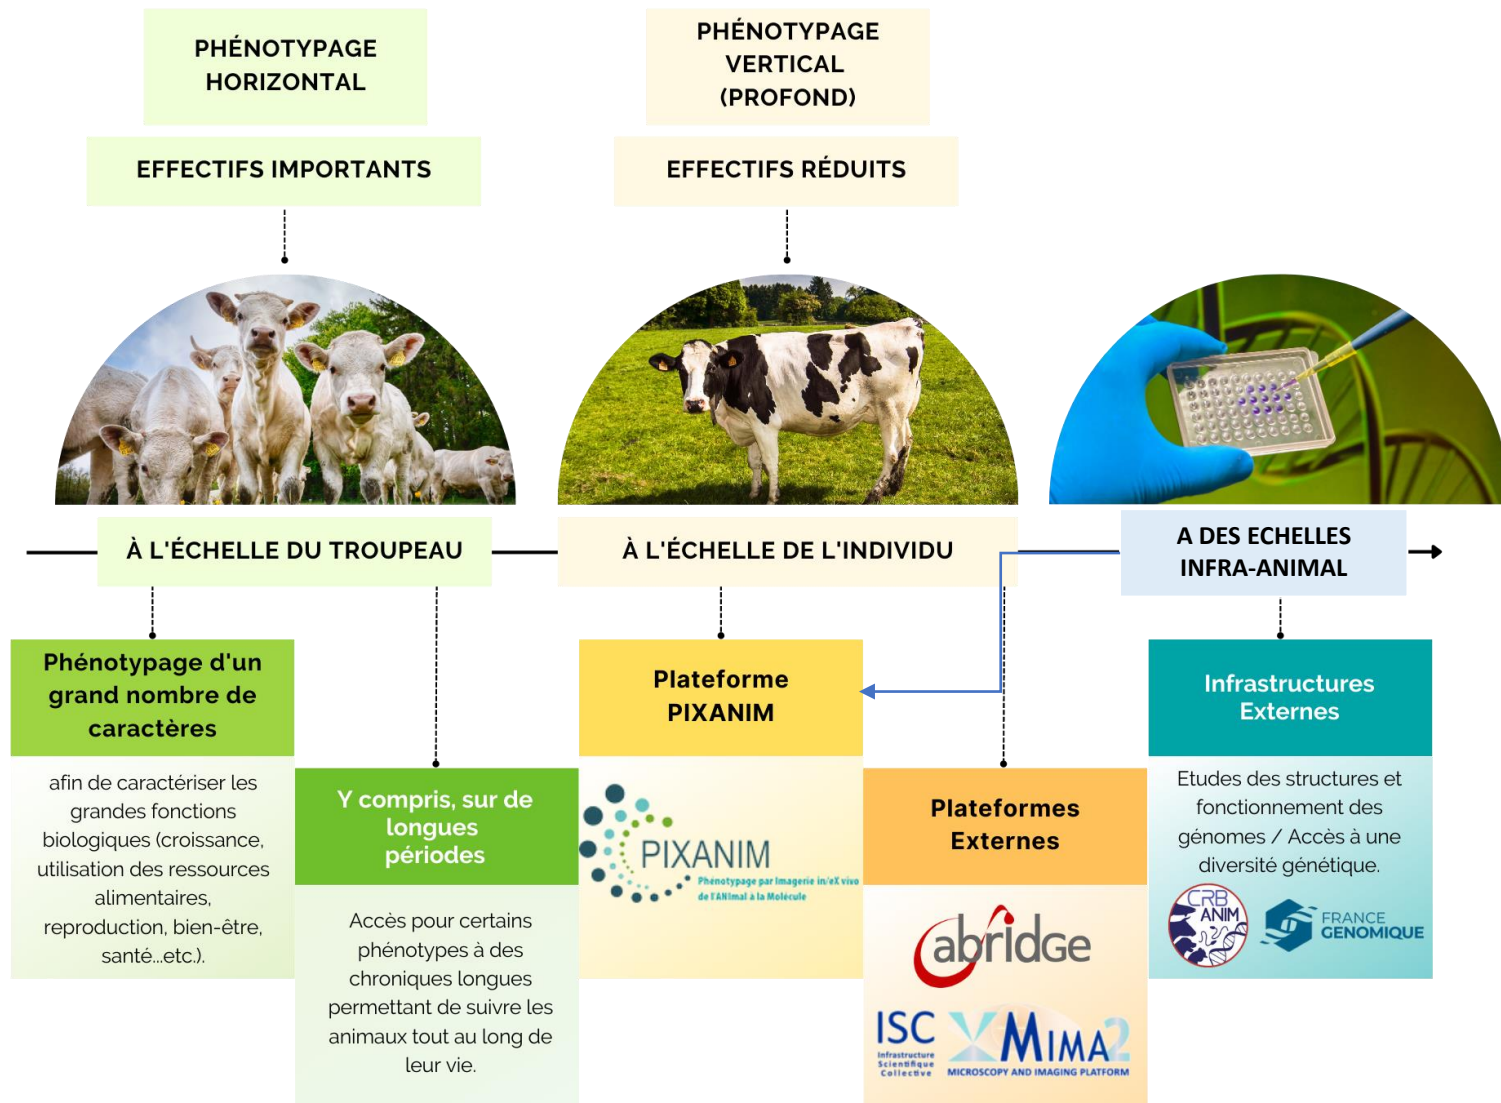 PHÉNOTYPAGE
HORIZONTAL
PHÉNOTYPAGE
VERTICAL
(PROFOND)
EFFECTIFS IMPORTANTS
EFFECTIFS RÉDUITS
À L'ÉCHELLE DU TROUPEAU
À L'ÉCHELLE DE L'INDIVIDU
A DES ECHELLES
INFRA-ANIMAL
Phénotypage d'un
grand nombre de
caractères
afin de caractériser les
grandes fonctions
biologiques (croissance,
utilisation des ressources
alimentaires,
reproduction, bien-être,
santé...etc.).
Y compris, sur de
longues
périodes
Accès pour certains
phénotypes à des
chroniques longues
permettant de suivre les
animaux tout au long de
leur vie.
Plateforme
PIXANIM
PIXANIM
Phénotypage par Imagerie in/eX vivo
de l'ANImal à la Molécule
Plateformes
Externes
abridge
ISC
Infrastructure
Scientifique
Collective
MIMA2
MICROSCOPY AND IMAGING PLATFORM
Infrastructures
Externes
Etudes des structures et
fonctionnement des
génomes / Accès à une
diversité génétique.
CRB
ANIM
FRANCE
GENOMIQUE